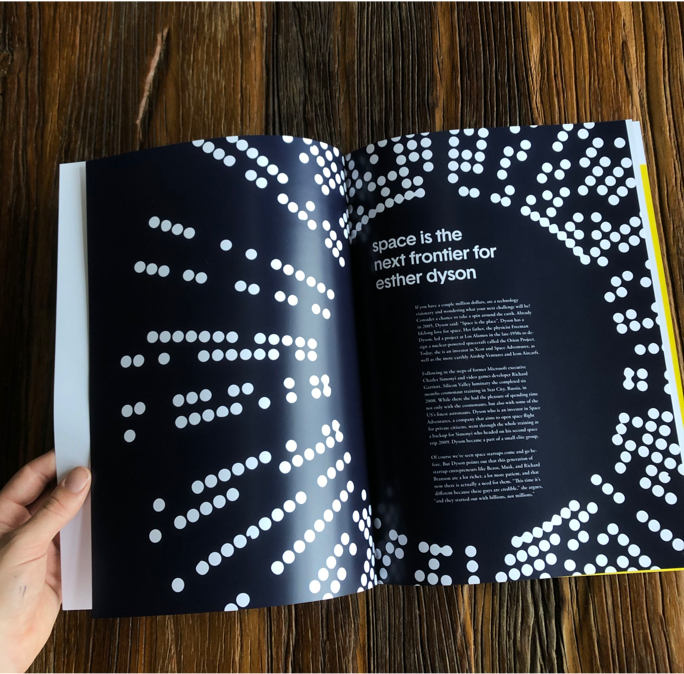 space is the
next frontier for
esther dyson
If you have a couple million dollars, are a technology
visionary and wondering what your next challenge will be?
Consider a chance to take a spin around the earth. Already
in 2005, Dyson said: "Space is the place". Dyson has a
lifelong love for space. Her father, the physicist Freeman
Dyson, led a project at Los Alamos in the late-1950s to de-
sign a nuclear-powered spacecraft called the Orion Project.
Today, she is an investor in Xcor and Space Adventures, as
well as the more earthly Airship Ventures and Icon Aircraft.
Following in the steps of former Microsoft executive
Charles Simonyi and video games developer Richard
Garriott, Silicon Valley luminary she completed six
months cosmonaut training in Star City, Russia, in
2008. While there she had the pleasure of spending time
not only with the cosmonauts, but also with some of the
US's finest astronauts. Dyson who is an investor in Space
Adventures, a company that aims to open space flight
for private citizens, went through the whole training as
a backup for Simonyi who headed on his second space
trip 2009. Dyson became a part of a small elite group.
Of course we've seen space startups come and go be-
fore. But Dyson points out that this generation of
startup entrepreneurs like Bezos, Musk, and Richard
Branson are a lot richer, a lot more patient, and that
now there is actually a need for them. "This time it's
different because these guys are credible," she argues,
"and they started out with billions, not millions."